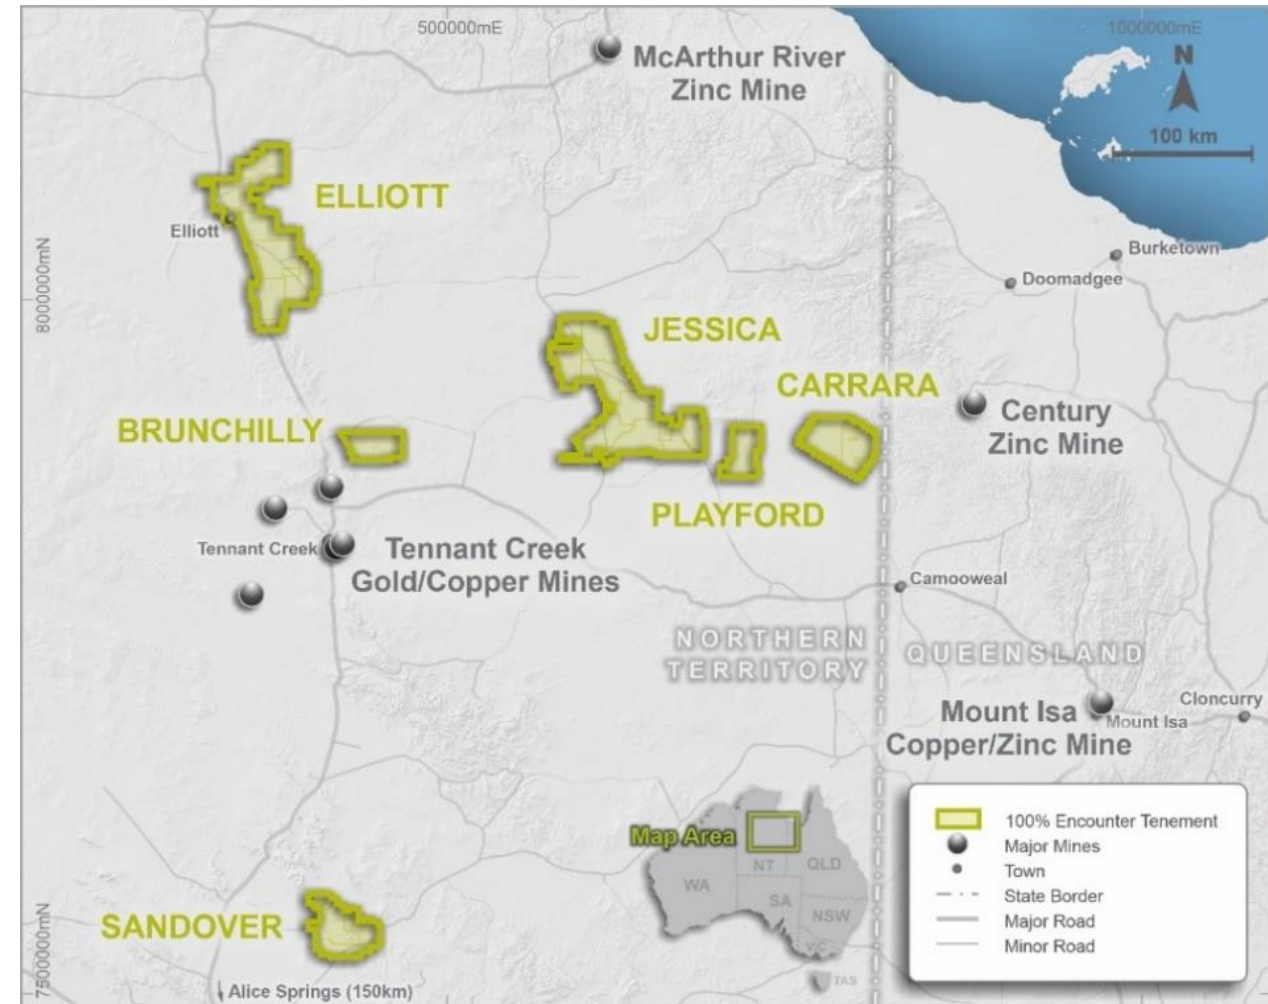 500000mE
1000000mE
N
100 km
McArthur River
Zinc Mine
ELLIOTT
Elliott
Burketown
Doomadgee
8000000mN
JESSICA
CARRARA
BRUNCHILLY
Century
Zinc Mine
PLAYFORD
Tennant Creek
Tennant Creek
Gold/Copper Mines
Camooweal
NORTHERN
TERRITORY
QUEENSLAND
Mount Isa
Copper/Zinc Mine
Mount Isa
Cloncurry
Map Area
WA
NT
QLD
SA
NSW
VIC
TAS
100% Encounter Tenement
Major Mines
Town
State Border
Major Road
Minor Road
SANDOVER
7500000mN
Alice Springs (150km)